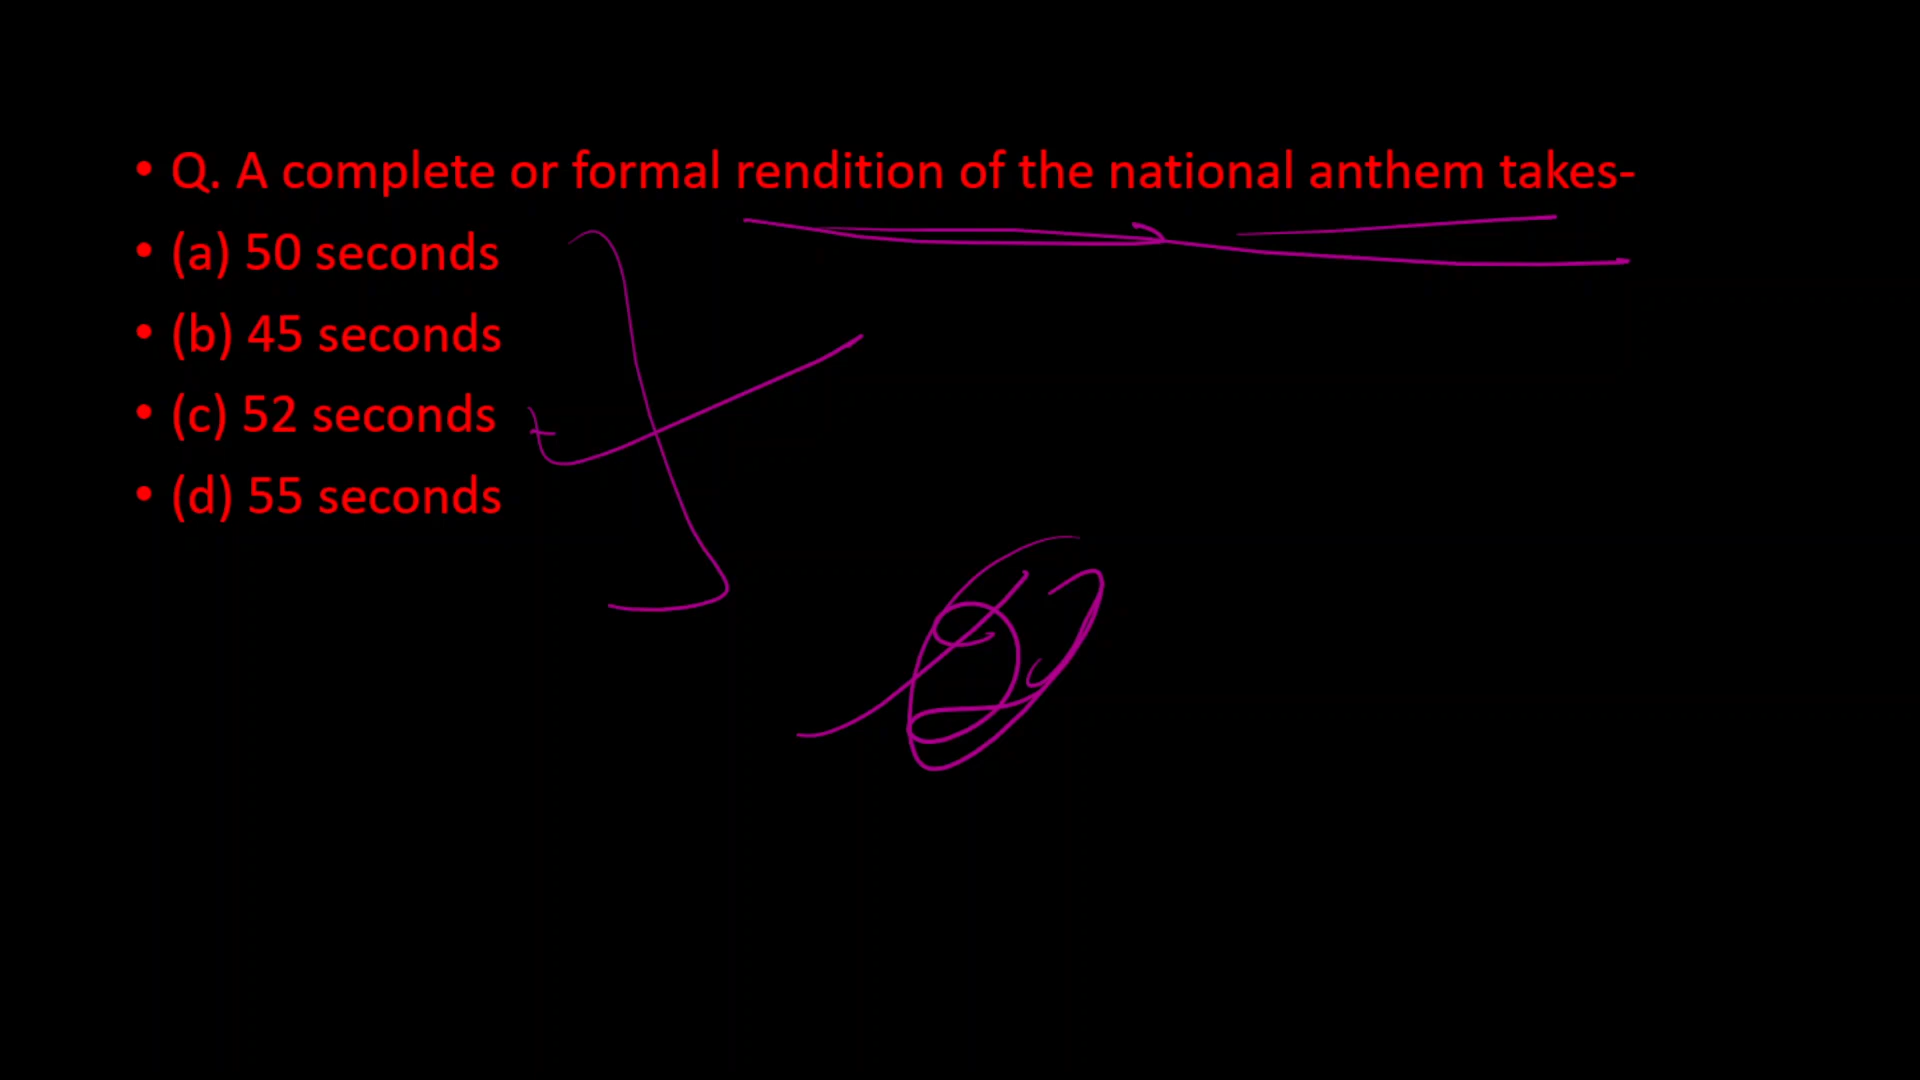 • Q. A complete or formal rendition of the national anthem takes-
• (a) 50 seconds
• (b) 45 seconds
• (c) 52 seconds
• (d) 55 seconds